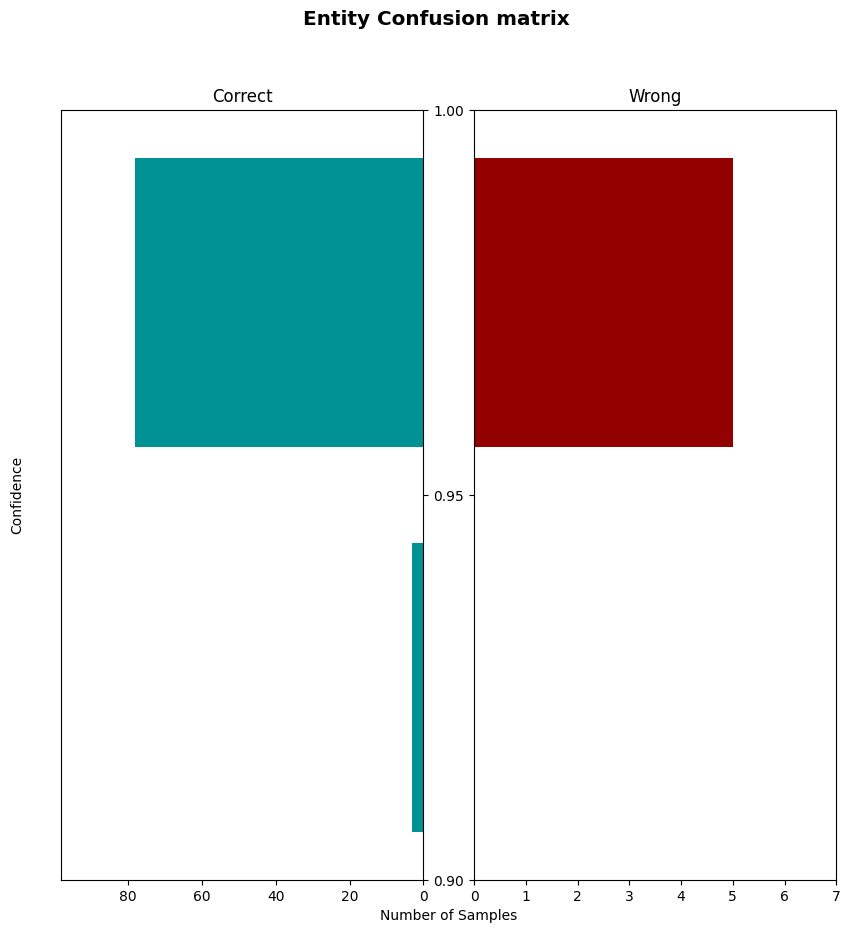 Entity Confusion matrix
Correct
Wrong
1.00
0.95
0.90
Confidence
80 60 40 20 0
0 1 2 3 4 5 6 7
Number of Samples